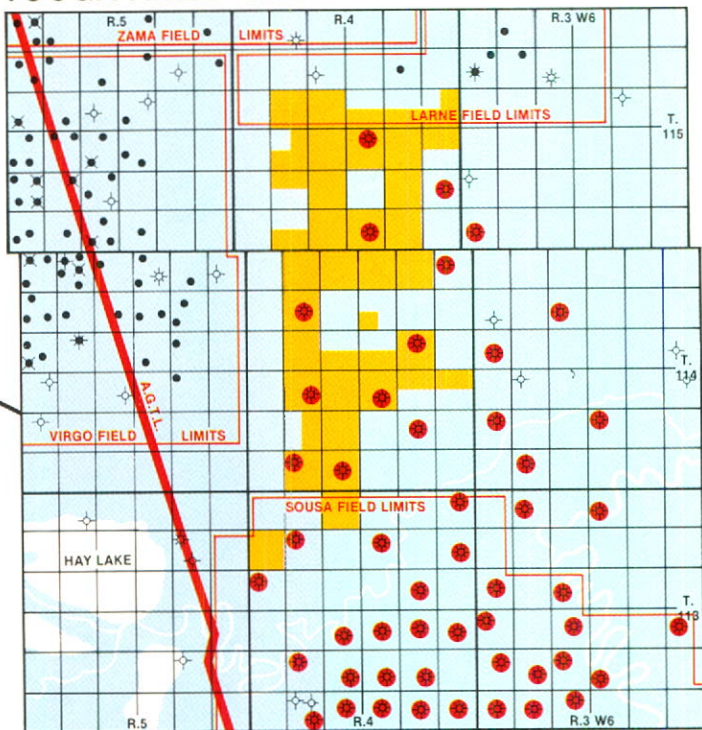 R.5 R.4 R.3 W6
ZAMA FIELD LIMITS
LARNE FIELD LIMITS
T.
115
T.
114
A.G.T.L.
VIRGO FIELD LIMITS
SOUSA FIELD LIMITS
HAY LAKE
T.
113
R.5 R.4 R.3 W6